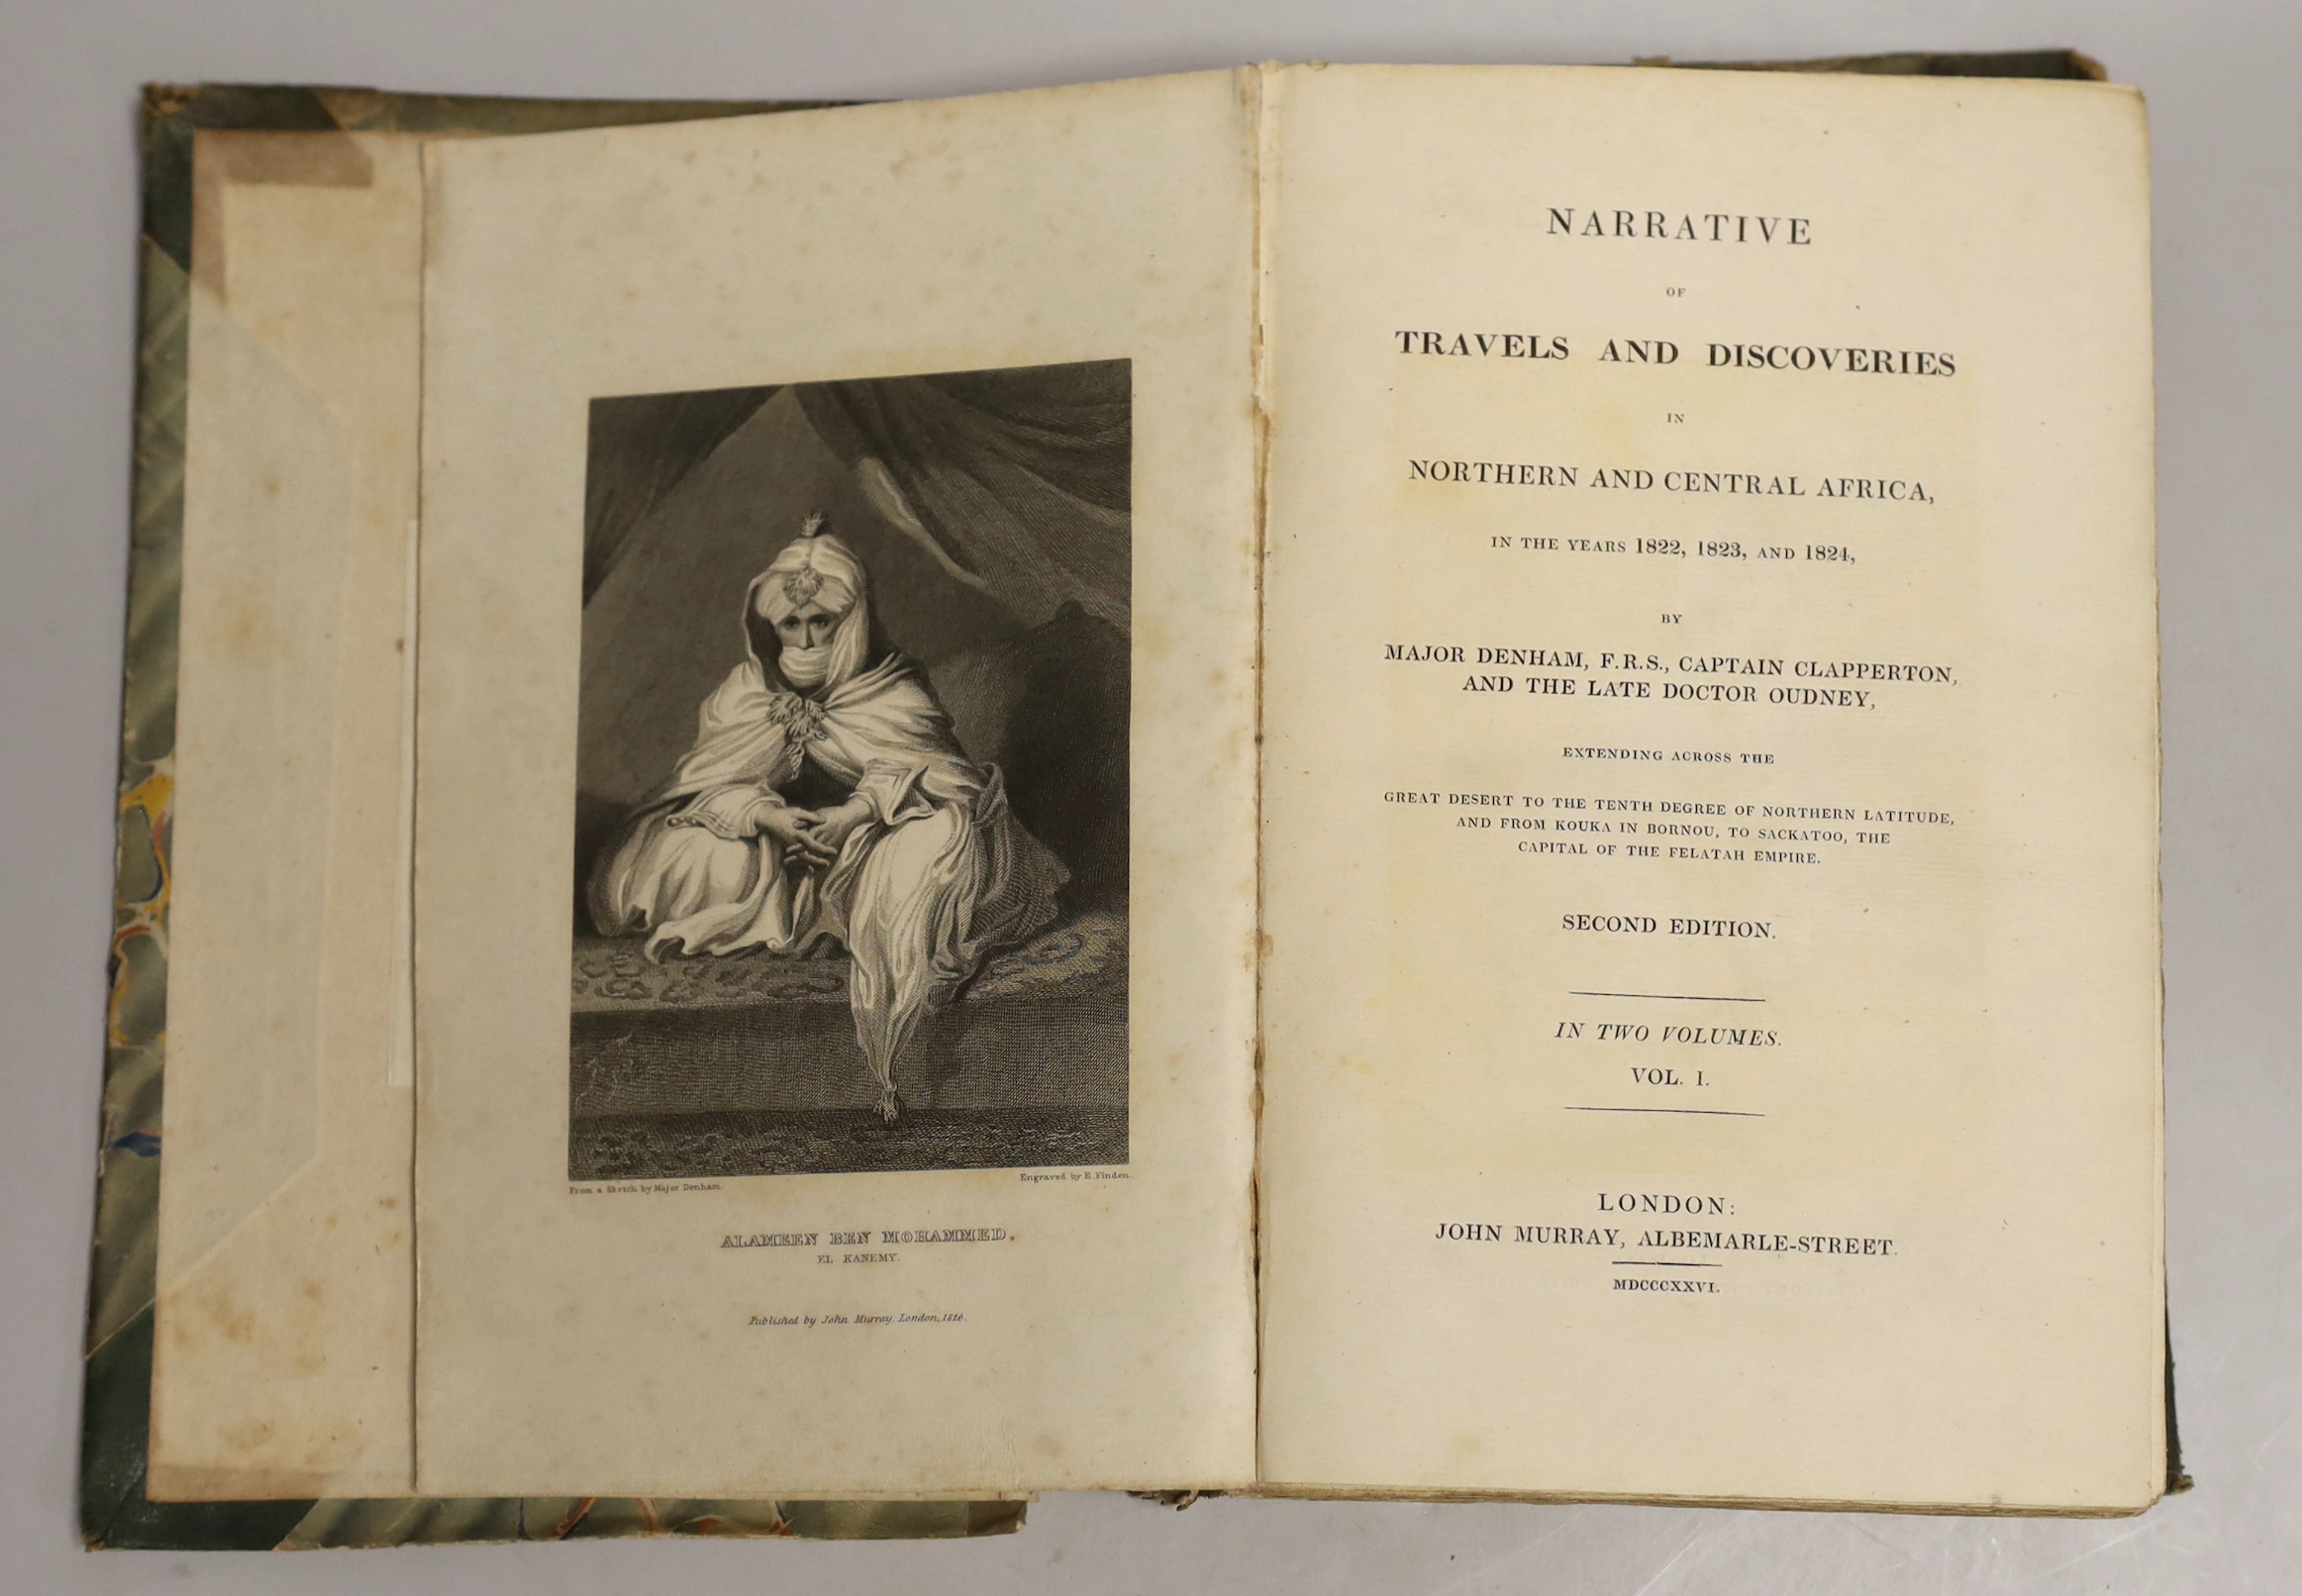 From a Sketch by Major Denham.
Engraved by E. Finden.
ALAMEEN BEN MOHAMMED,
EL KANEMY.
Published by John Murray, London, 1826.
NARRATIVE
OF
TRAVELS AND DISCOVERIES
IN
NORTHERN AND CENTRAL AFRICA,
IN THE YEARS 1822, 1823, AND 1824,
BY
MAJOR DENHAM, F.R.S., CAPTAIN CLAPPERTON,
AND THE LATE DOCTOR OUDNEY,
EXTENDING ACROSS THE
GREAT DESERT TO THE TENTH DEGREE OF NORTHERN LATITUDE,
AND FROM KOUKA IN BORNOU, TO SACKATOO, THE
CAPITAL OF THE FELATAH EMPIRE.
SECOND EDITION.
IN TWO VOLUMES.
VOL. I.
LONDON:
JOHN MURRAY, ALBEMARLE-STREET.
MDCCCXXVI.